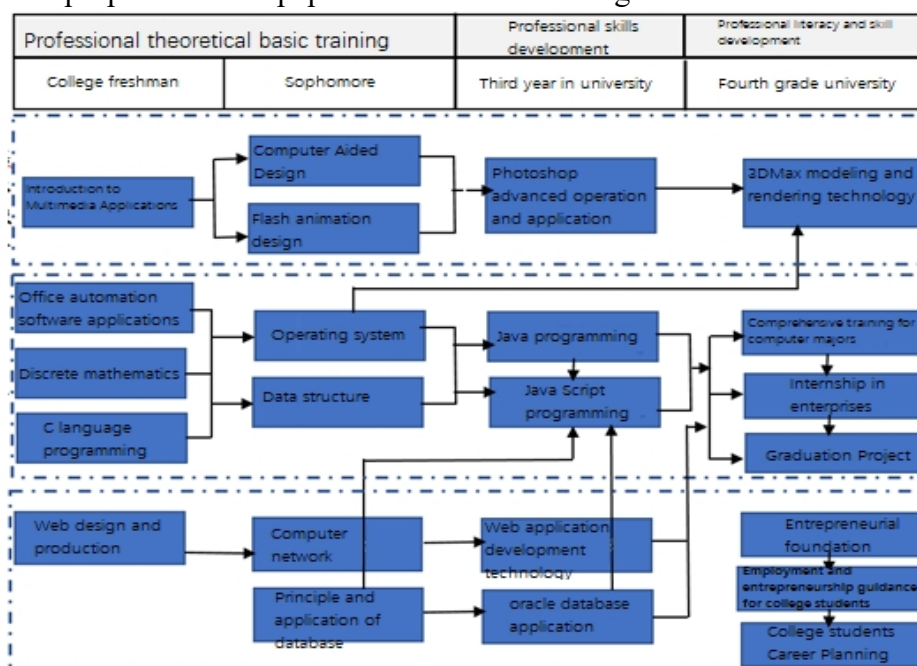 Professional theoretical basic training
Professional skills
development
Professional literacy and skill
development
College freshman
Sophomore
Third year in university
Fourth grade university
Introduction to
Multimedia Applications
Computer Aided
Design
Flash animation
design
Photoshop
advanced operation
and application
3DMax modeling and
rendering technology
Office automation
software applications
Discrete mathematics
C language
programming
Operating system
Data structure
Java programming
Java Script
programming
Comprehensive training for
computer majors
Internship in
enterprises
Graduation Project
Web design and
production
Computer
network
Principle and
application of
database
Web application
development
technology
oracle database
application
Entrepreneurial
foundation
Employment and
entrepreneurship guidance
for college students
College students
Career Planning